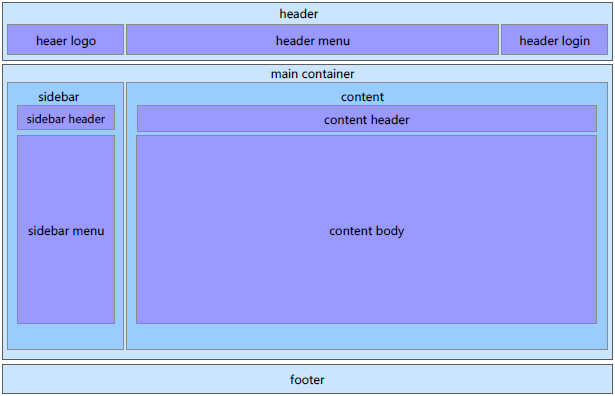 header
heaer logo
header menu
header login
main container
sidebar
content
sidebar header
content header
sidebar menu
content body
footer